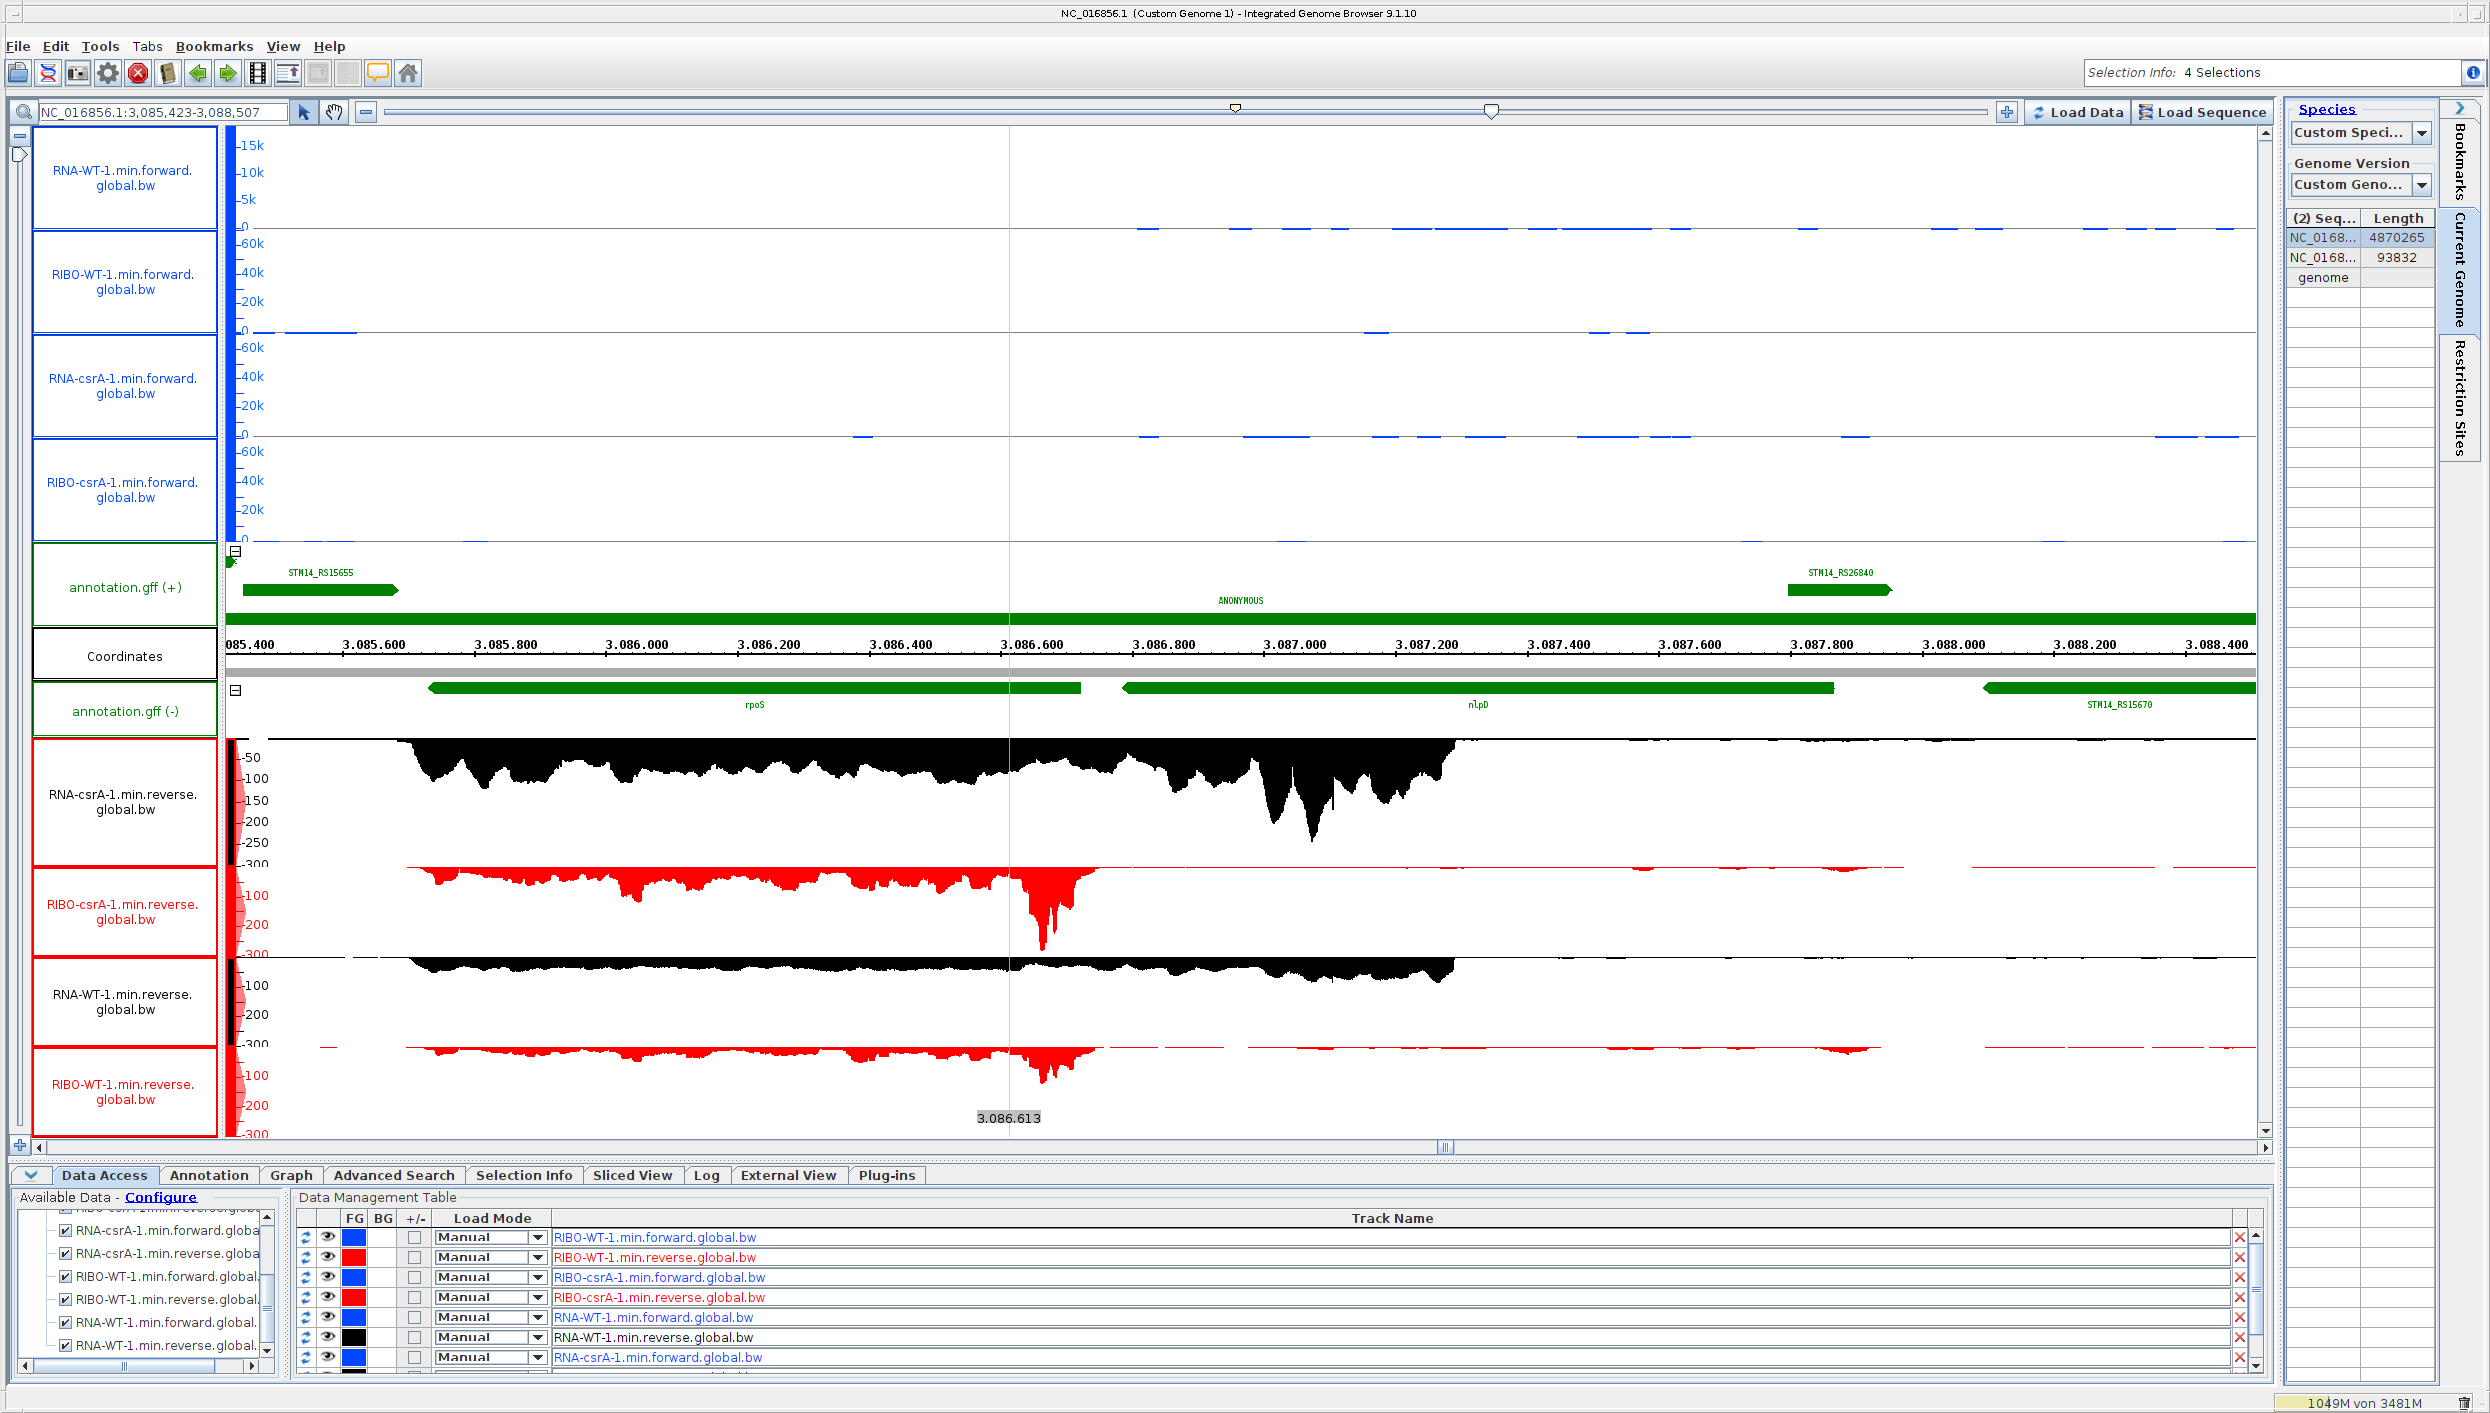 NC_016856.1 (Custom Genome 1) - Integrated Genome Browser 9.1.10
File Edit Tools Tabs Bookmarks View Help
Selection Info: 4 Selections
NC_016856.1:3,085,423-3,088,507
Load Data Load Sequence
RNA-WT-1.min.forward.
global.bw
15k
10k
5k
0
RIBO-WT-1.min.forward.
global.bw
60k
40k
20k
0
RNA-csrA-1.min.forward.
global.bw
60k
40k
20k
0
RIBO-csrA-1.min.forward.
global.bw
60k
40k
20k
0
annotation.gff (+)
STM14_RS15655
STM14_RS26840
ANONYMOUS
Coordinates
085.400 3.085.600 3.085.800 3.086.000 3.086.200 3.086.400 3.086.600 3.086.800 3.087.000 3.087.200 3.087.400 3.087.600 3.087.800 3.088.000 3.088.200 3.088.400
annotation.gff (-)
rpoS nlpD STM14_RS15670
RNA-csrA-1.min.reverse.
global.bw
-50
-100
-150
-200
-250
-300
RIBO-csrA-1.min.reverse.
global.bw
-100
-200
-300
RNA-WT-1.min.reverse.
global.bw
-100
-200
-300
RIBO-WT-1.min.reverse.
global.bw
-100
-200
-300
3.086.613
Species
Custom Speci...
Genome Version
Custom Geno...
(2) Seq... Length
NC_0168... 4870265
NC_0168... 93832
genome
Bookmarks
Current Genome
Restriction Sites
Data Access Annotation Graph Advanced Search Selection Info Sliced View Log External View Plug-ins
Available Data - Configure
RNA-csrA-1.min.forward.globa
RNA-csrA-1.min.reverse.globa
RIBO-WT-1.min.forward.global.
RIBO-WT-1.min.reverse.global.
RNA-WT-1.min.forward.global.
RNA-WT-1.min.reverse.global.
Data Management Table
FG BG +/- Load Mode Track Name
Manual RIBO-WT-1.min.forward.global.bw
Manual RIBO-WT-1.min.reverse.global.bw
Manual RIBO-csrA-1.min.forward.global.bw
Manual RIBO-csrA-1.min.reverse.global.bw
Manual RNA-WT-1.min.forward.global.bw
Manual RNA-WT-1.min.reverse.global.bw
Manual RNA-csrA-1.min.forward.global.bw
1049M von 3481M